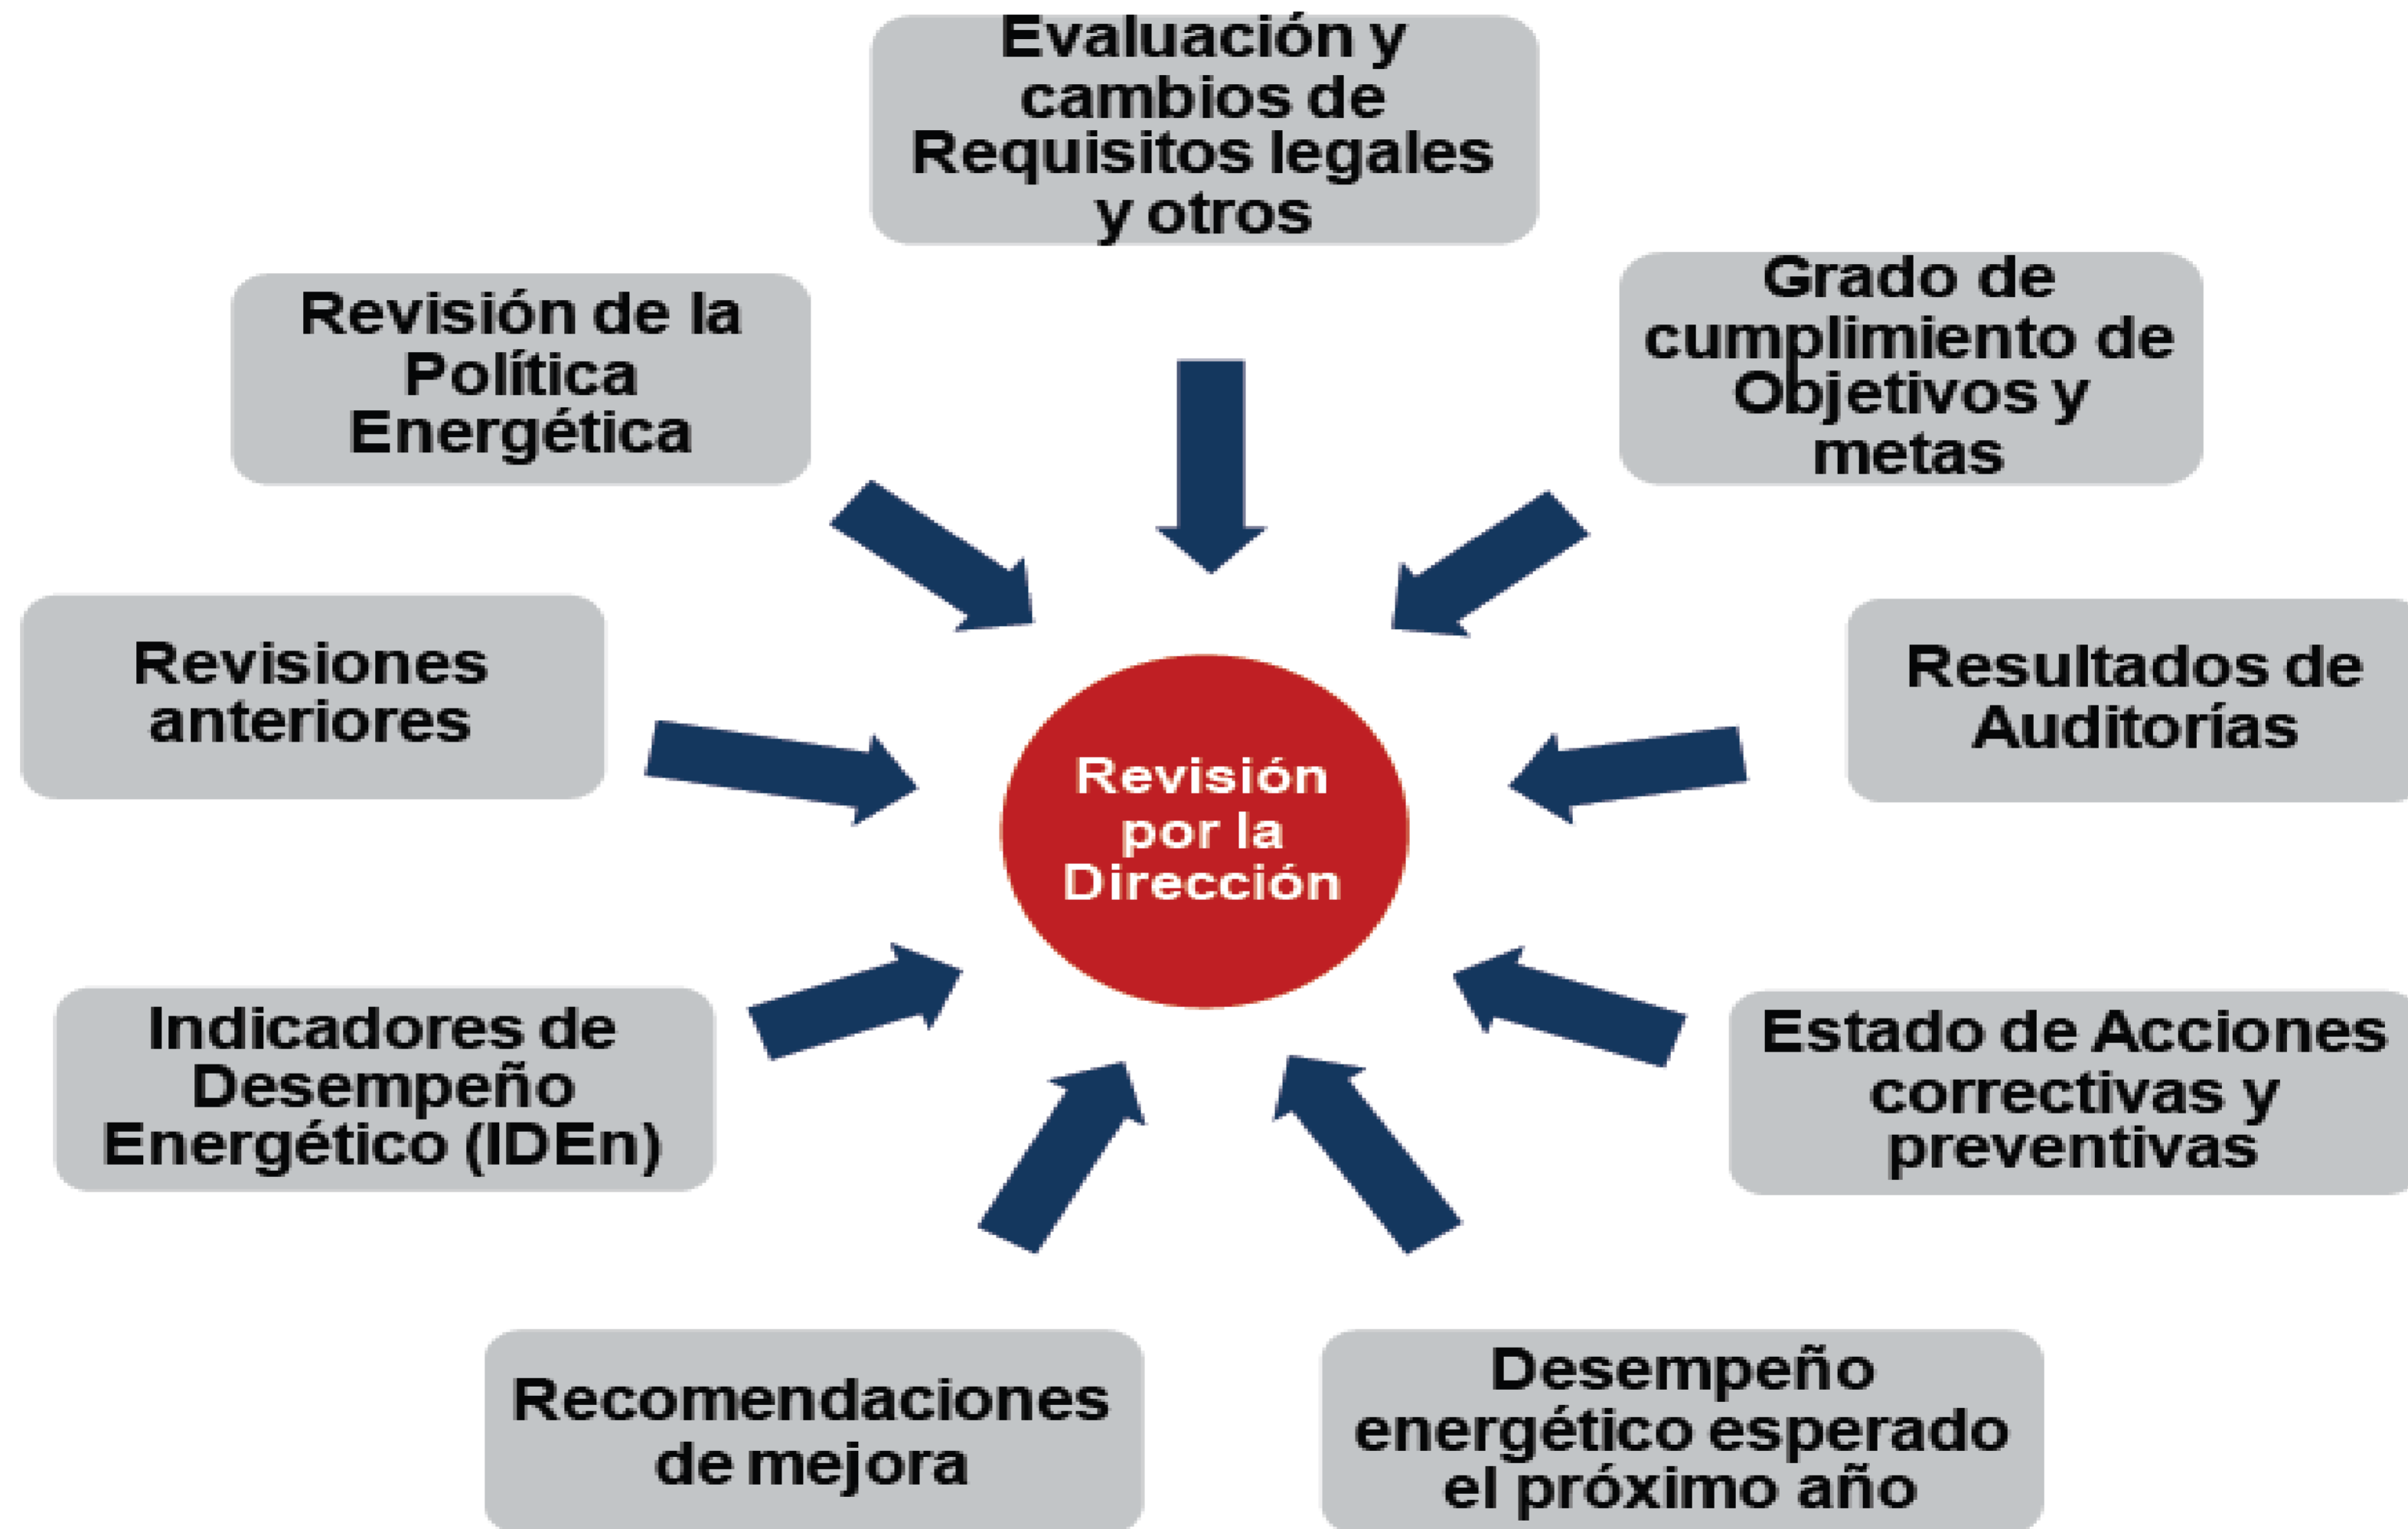 Evaluación y
cambios de
Requisitos legales
y otros
Revisión de la
Política
Energética
Grado de
cumplimiento de
Objetivos y
metas
Revisiones
anteriores
Resultados de
Auditorías
Revisión
por la
Dirección
Indicadores de
Desempeño
Energético (IDEn)
Estado de Acciones
correctivas y
preventivas
Recomendaciones
de mejora
Desempeño
energético esperado
el próximo año